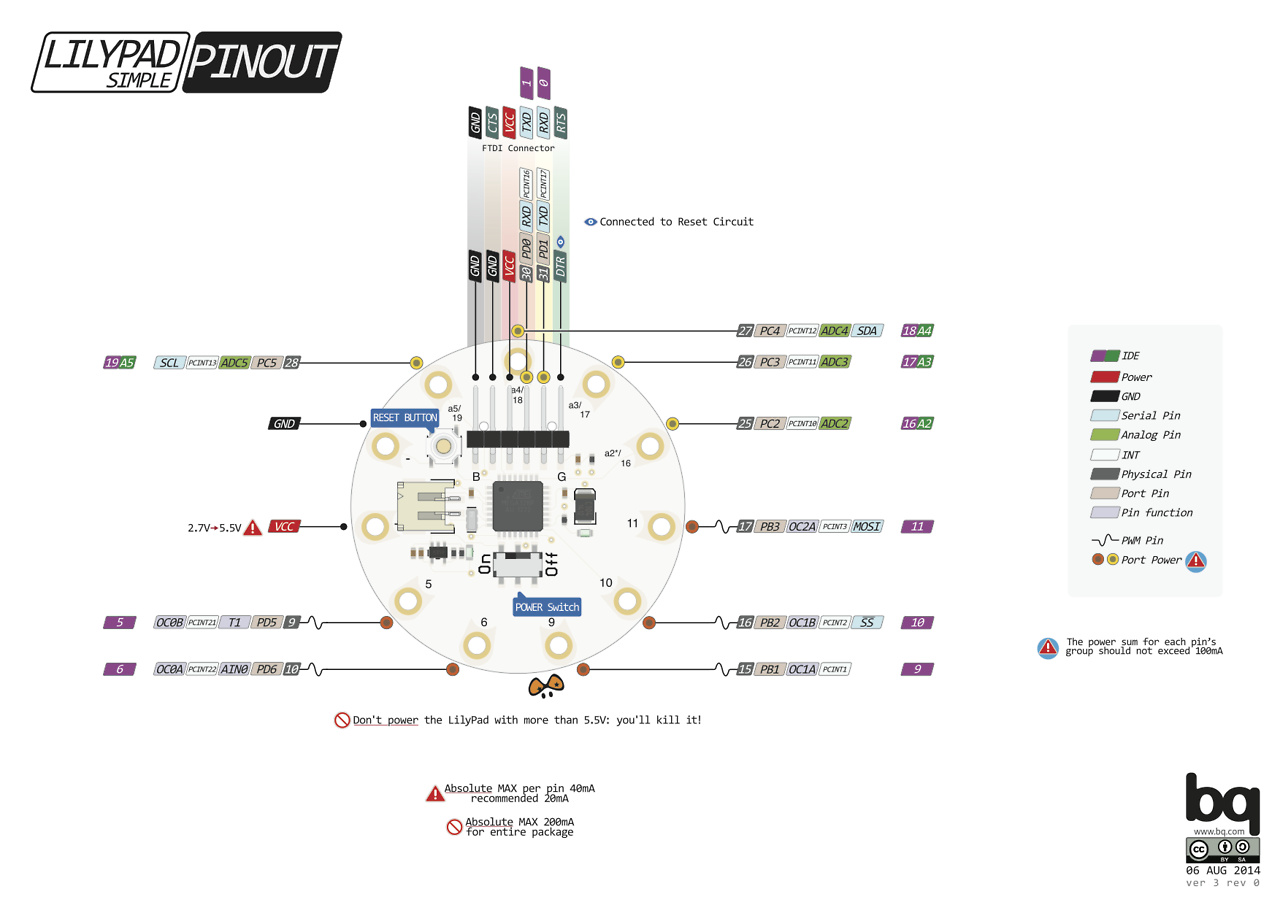 LILYPAD
SIMPLE
PINOUT
1 0
GND CTS VCC TXD RXD RTS
FTDI Connector
PCINT16 PCINT17
RXD TXD
PD0 PD1
GND GND VCC 30 31 DTR
Connected to Reset Circuit
27 PC4 PCINT12 ADC4 SDA 18 A4
19 A5 SCL PCINT13 ADC5 PC5 28
26 PC3 PCINT11 ADC3 17 A3
GND
25 PC2 PCINT10 ADC2 16 A2
2.7V→5.5V VCC
17 PB3 OC2A PCINT3 MOSI 11
5 OC0B PCINT21 T1 PD5 9
16 PB2 OC1B PCINT2 SS 10
6 OC0A PCINT22 AIN0 PD6 10
15 PB1 OC1A PCINT1 9
RESET BUTTON
a5/
19
a4/
18
a3/
17
a2*/
16
-
B G
11
On Off
5
10
POWER Switch
6
9
IDE
Power
GND
Serial Pin
Analog Pin
INT
Physical Pin
Port Pin
Pin function
PWM Pin
Port Power
The power sum for each pin's
group should not exceed 100mA
Don't power the LilyPad with more than 5.5V: you'll kill it!
Absolute MAX per pin 40mA
recommended 20mA
Absolute MAX 200mA
for entire package
bq
www.bq.com
cc BY SA
06 AUG 2014
ver 3 rev 0